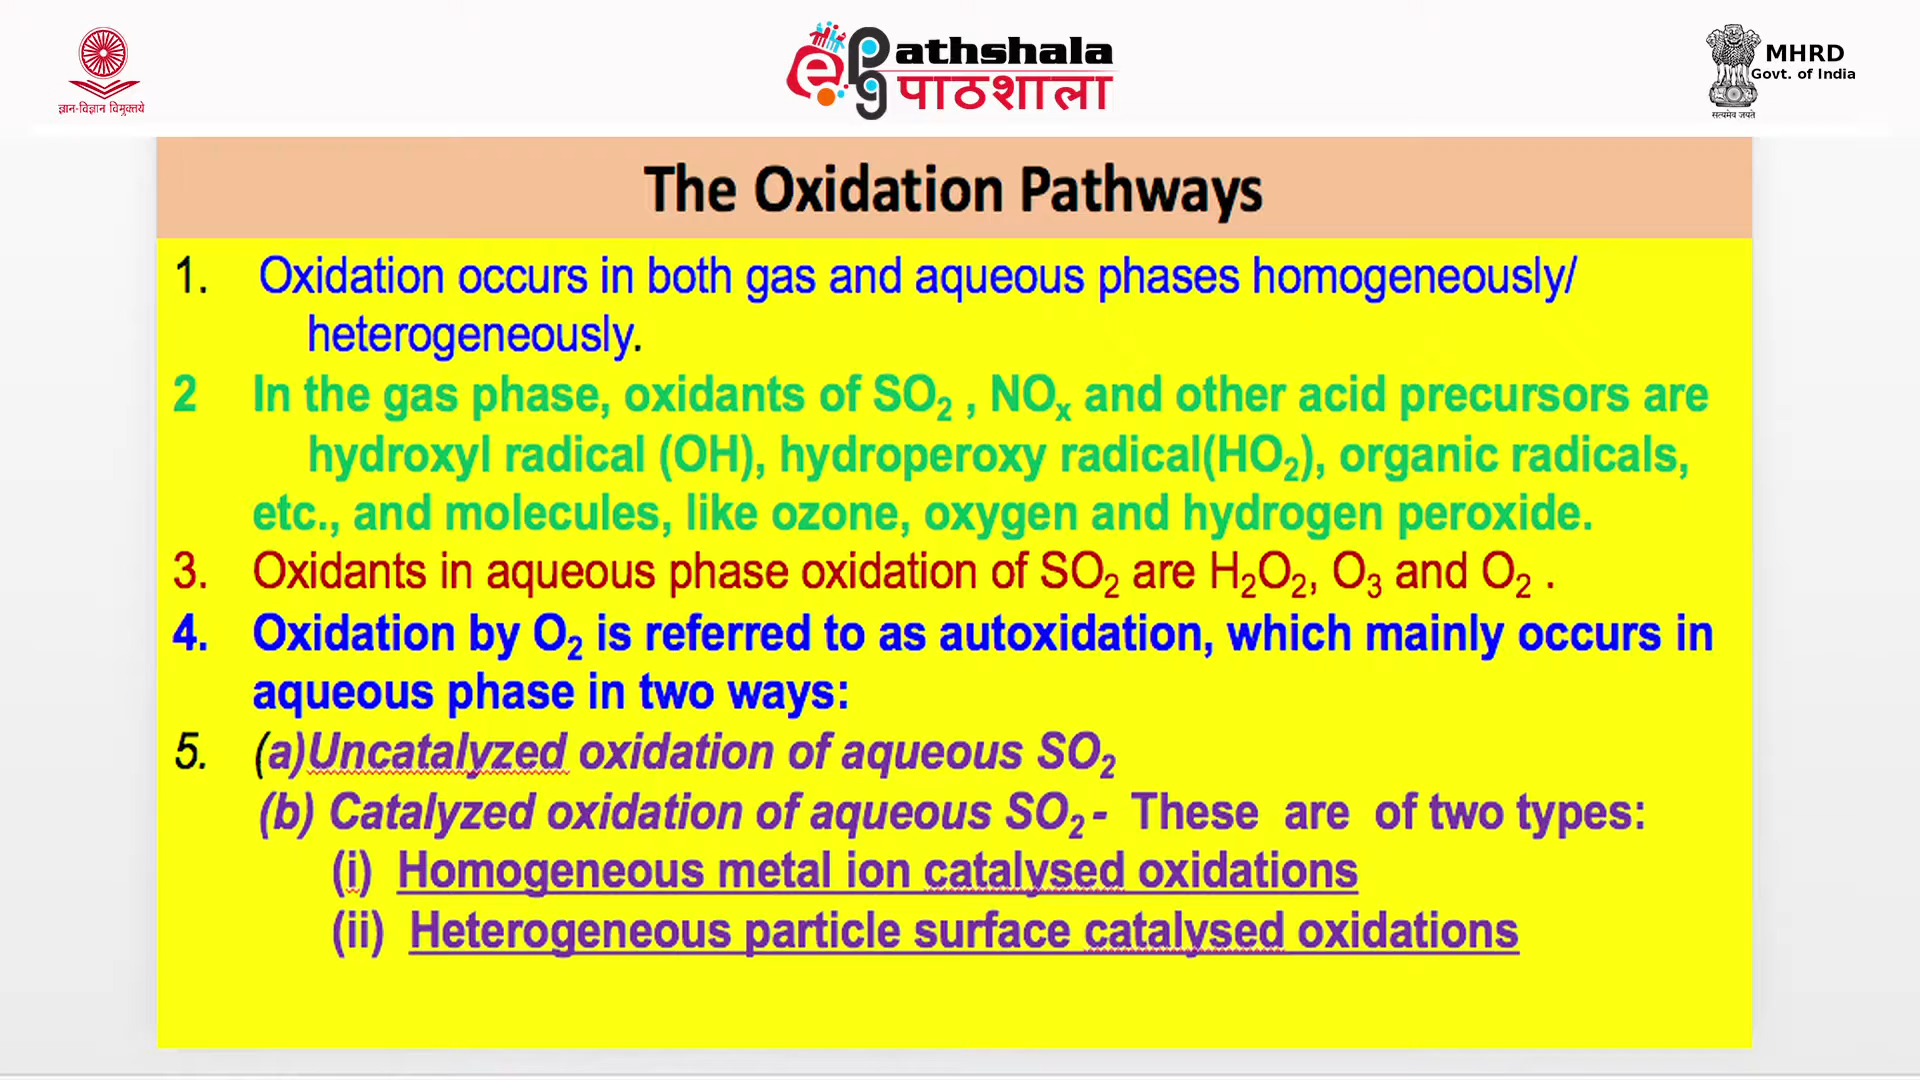 ज्ञान-विज्ञान विमुक्तये
ePG Pathshala
पाठशाला
MHRD
Govt. of India
सत्यमेव जयते
The Oxidation Pathways
1. Oxidation occurs in both gas and aqueous phases homogeneously/
heterogeneously.
2 In the gas phase, oxidants of SO₂ , NOₓ and other acid precursors are
hydroxyl radical (OH), hydroperoxy radical(HO₂), organic radicals,
etc., and molecules, like ozone, oxygen and hydrogen peroxide.
3. Oxidants in aqueous phase oxidation of SO₂ are H₂O₂, O₃ and O₂ .
4. Oxidation by O₂ is referred to as autoxidation, which mainly occurs in
aqueous phase in two ways:
5. (a)Uncatalyzed oxidation of aqueous SO₂
(b) Catalyzed oxidation of aqueous SO₂ - These are of two types:
(i) Homogeneous metal ion catalysed oxidations
(ii) Heterogeneous particle surface catalysed oxidations